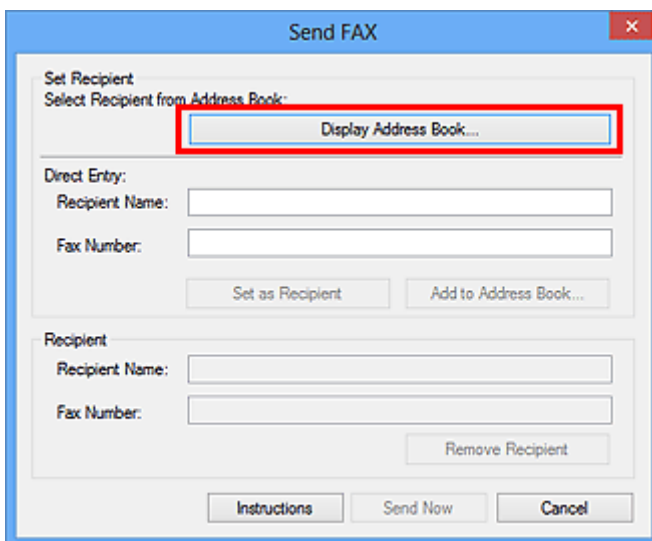 Send FAX
Set Recipient
Select Recipient from Address Book:
Display Address Book...
Direct Entry:
Recipient Name:
Fax Number:
Set as Recipient Add to Address Book...
Recipient
Recipient Name:
Fax Number:
Remove Recipient
Instructions Send Now Cancel